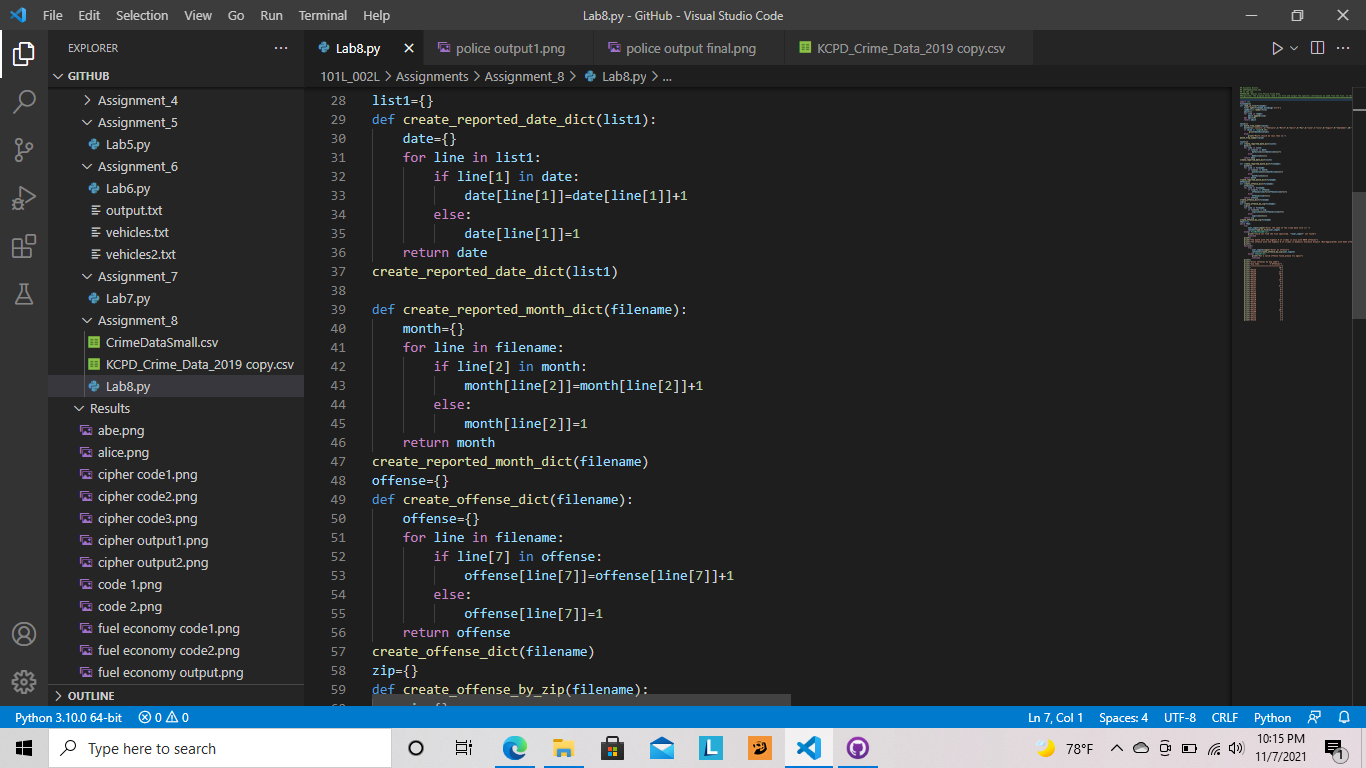 File Edit Selection View Go Run Terminal Help Lab8.py - GitHub - Visual Studio Code
EXPLORER
Lab8.py police output1.png police output final.png KCPD_Crime_Data_2019 copy.csv
GITHUB
Assignment_4
Assignment_5
Lab5.py
Assignment_6
Lab6.py
output.txt
vehicles.txt
vehicles2.txt
Assignment_7
Lab7.py
Assignment_8
CrimeDataSmall.csv
KCPD_Crime_Data_2019 copy.csv
Lab8.py
Results
abe.png
alice.png
cipher code1.png
cipher code2.png
cipher code3.png
cipher output1.png
cipher output2.png
code 1.png
code 2.png
fuel economy code1.png
fuel economy code2.png
fuel economy output.png
OUTLINE
101L_002L > Assignments > Assignment_8 > Lab8.py > ...
28 list1={}
29 def create_reported_date_dict(list1):
30 date={}
31 for line in list1:
32 if line[1] in date:
33 date[line[1]]=date[line[1]]+1
34 else:
35 date[line[1]]=1
36 return date
37 create_reported_date_dict(list1)
38
39 def create_reported_month_dict(filename):
40 month={}
41 for line in filename:
42 if line[2] in month:
43 month[line[2]]=month[line[2]]+1
44 else:
45 month[line[2]]=1
46 return month
47 create_reported_month_dict(filename)
48 offense={}
49 def create_offense_dict(filename):
50 offense={}
51 for line in filename:
52 if line[7] in offense:
53 offense[line[7]]=offense[line[7]]+1
54 else:
55 offense[line[7]]=1
56 return offense
57 create_offense_dict(filename)
58 zip={}
59 def create_offense_by_zip(filename):
Python 3.10.0 64-bit 0 0 Ln 7, Col 1 Spaces: 4 UTF-8 CRLF Python
Type here to search
L
78°F
10:15 PM
11/7/2021
1